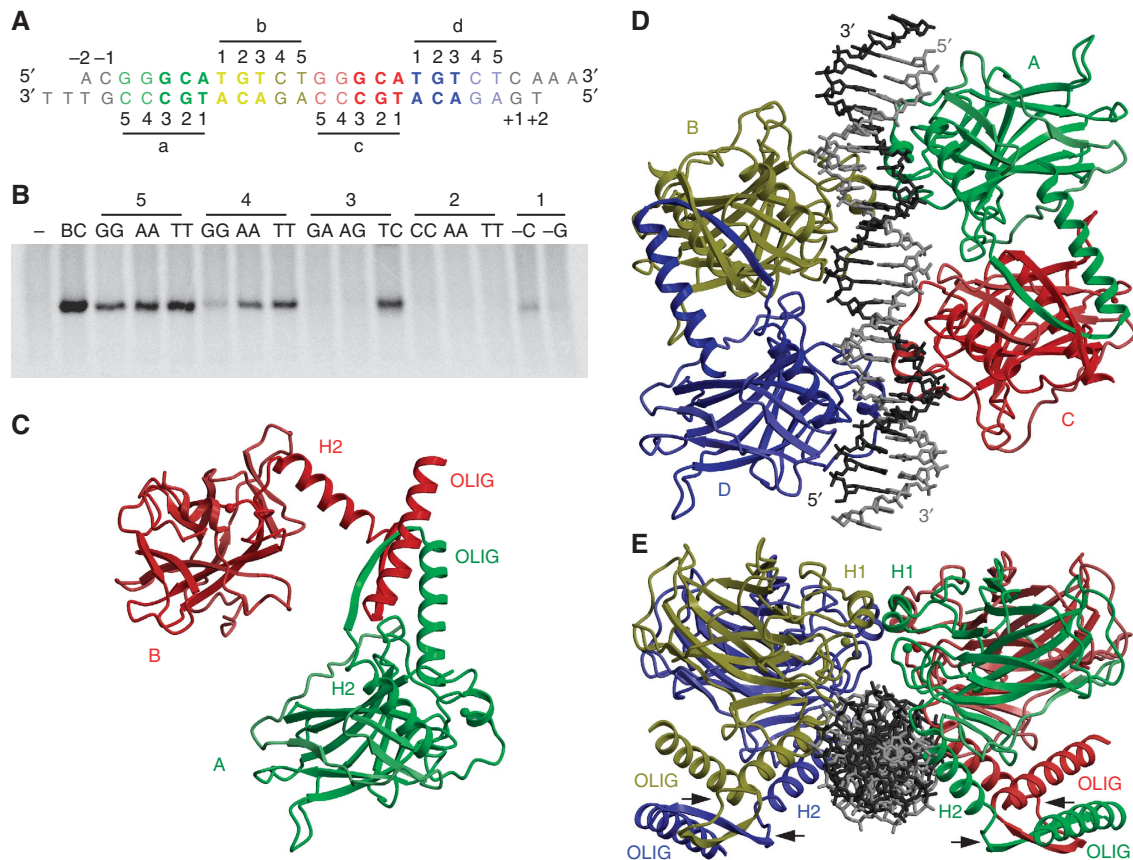 A
b
d
–2 –1
1 2 3 4 5
1 2 3 4 5
5′ A C G G G C A T G T C T G G G C A T G T C T C A A A 3′
3′ T T T G C C C G T A C A G A C C C G T A C A G A G T 5′
5 4 3 2 1
5 4 3 2 1
+1 +2
a
c
B
5 4 3 2 1
– BC GG AA TT GG AA TT GA AG TC CC AA TT –C –G
C
H2
OLIG
OLIG
B
H2
A
D
3′
5′
A
B
C
D
5′
3′
E
H1 H1
OLIG
OLIG
H2 H2
OLIG
OLIG